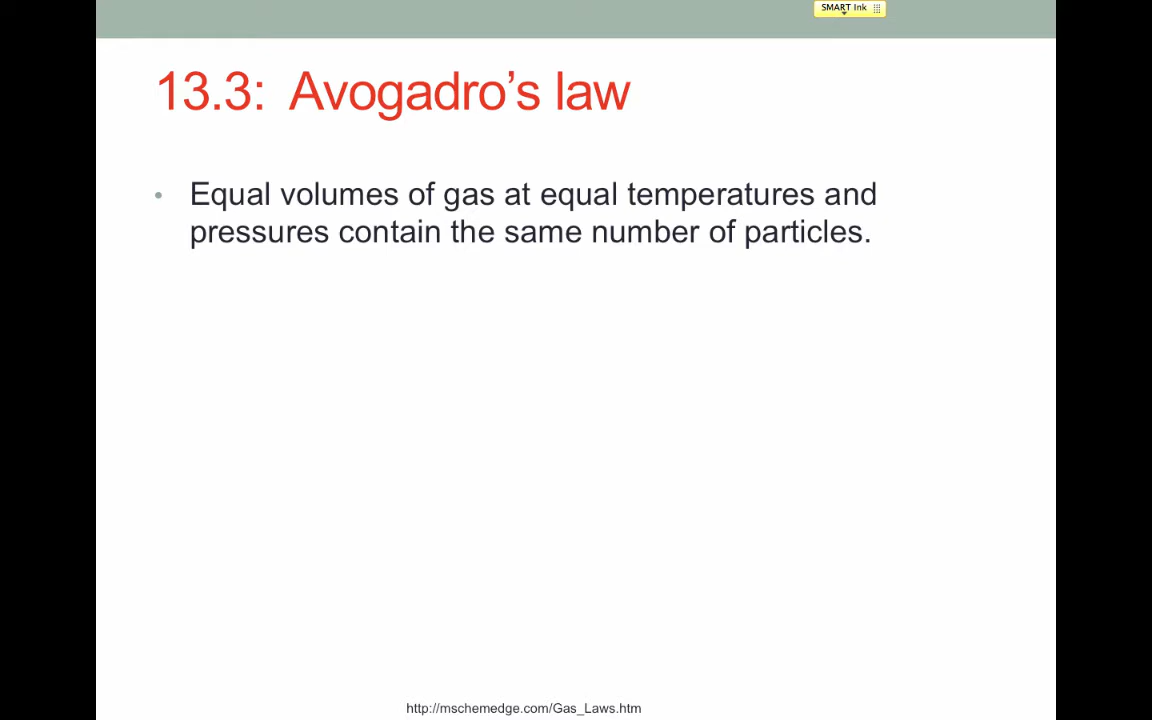 SMART Ink
13.3: Avogadro’s law
• Equal volumes of gas at equal temperatures and
pressures contain the same number of particles.
http://mschemedge.com/Gas_Laws.htm